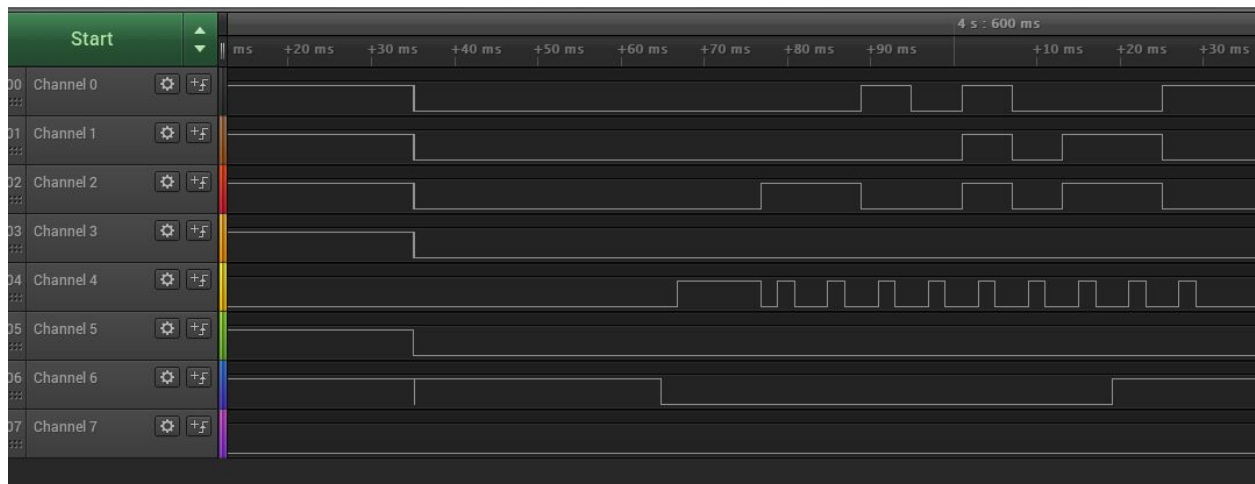 Start
4 s : 600 ms
ms +20 ms +30 ms +40 ms +50 ms +60 ms +70 ms +80 ms +90 ms +10 ms +20 ms +30 ms
00 Channel 0
01 Channel 1
02 Channel 2
03 Channel 3
04 Channel 4
05 Channel 5
06 Channel 6
07 Channel 7